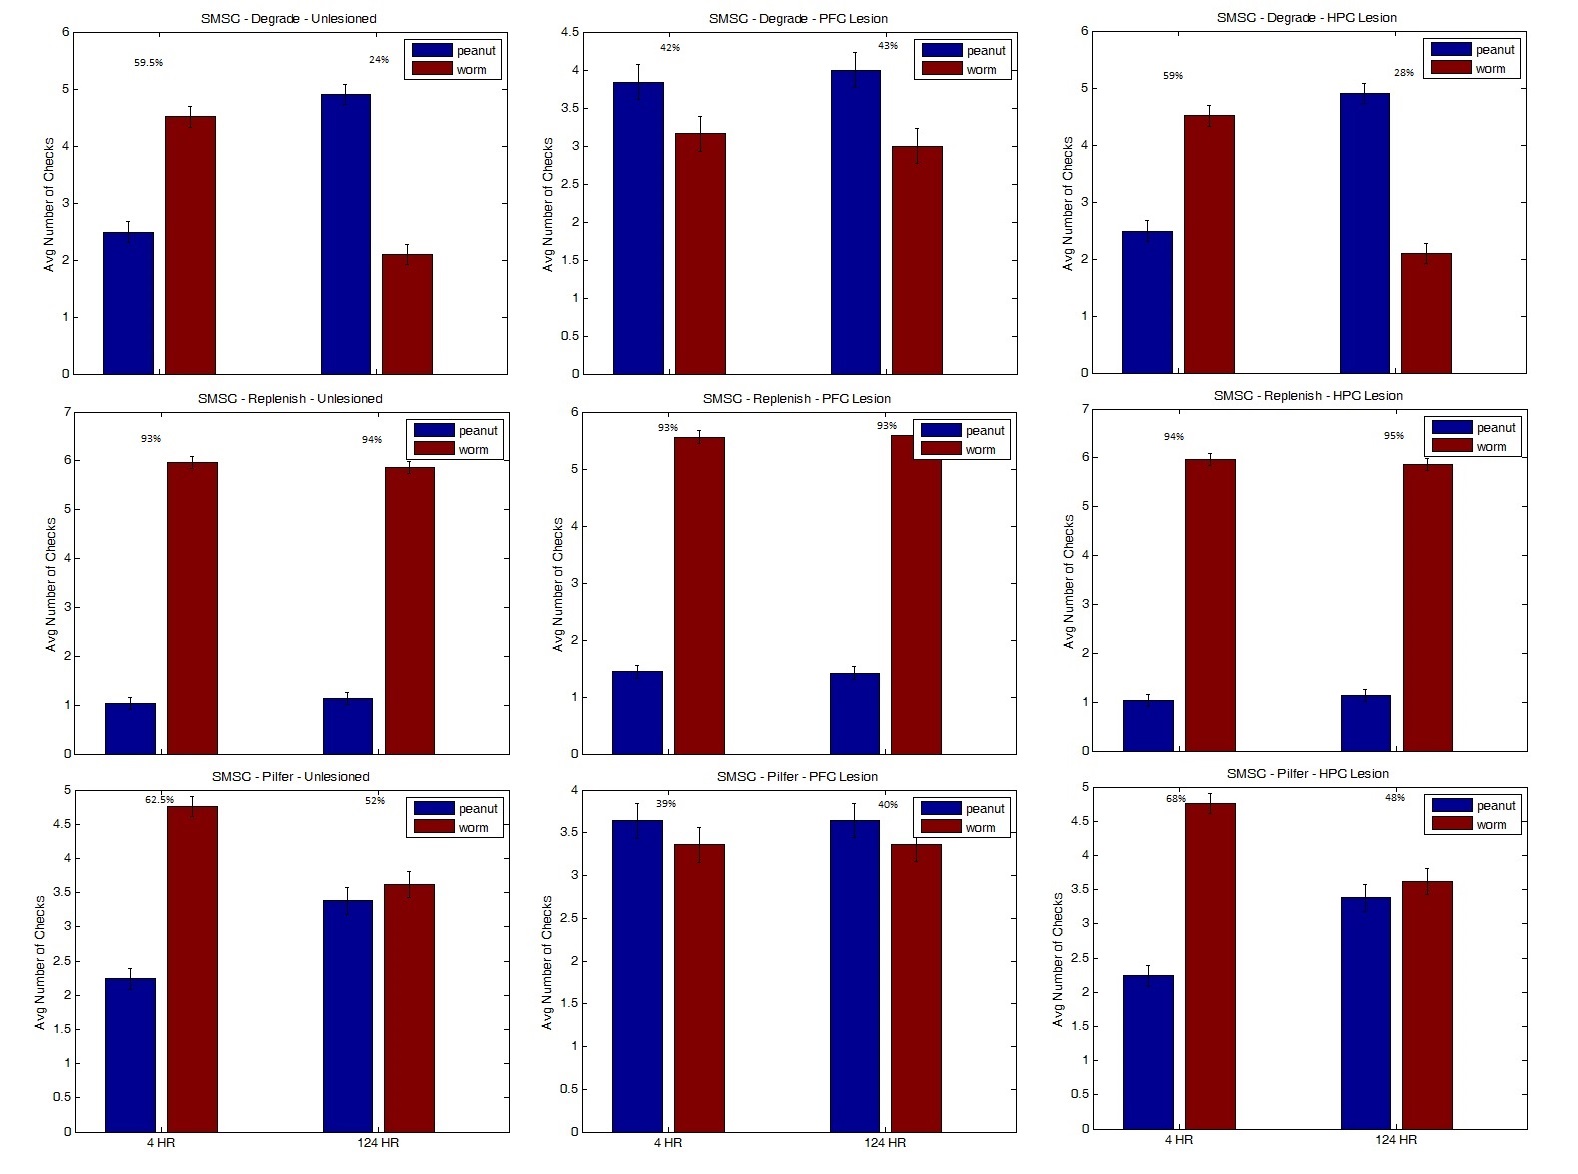 SMSG - Degrade - Unlesioned
6
5
4
3
2
1
0
Avg Number of Checks
59.5%
24%
peanut
worm
SMSG - Degrade - PFC Lesion
4.5
4
3.5
3
2.5
2
1.5
1
0.5
0
Avg Number of Checks
42%
43%
peanut
worm
SMSG - Degrade - HPC Lesion
6
5
4
3
2
1
0
Avg Number of Checks
59%
28%
peanut
worm
SMSG - Replenish - Unlesioned
7
6
5
4
3
2
1
0
Avg Number of Checks
93%
94%
peanut
worm
SMSG - Replenish - PFC Lesion
6
5
4
3
2
1
0
Avg Number of Checks
93%
93%
peanut
worm
SMSG - Replenish - HPC Lesion
7
6
5
4
3
2
1
0
Avg Number of Checks
94%
95%
peanut
worm
SMSG - Pilfer - Unlesioned
5
4.5
4
3.5
3
2.5
2
1.5
1
0.5
0
Avg Number of Checks
62.5%
52%
peanut
worm
4 HR
124 HR
SMSG - Pilfer - PFC Lesion
4
3.5
3
2.5
2
1.5
1
0.5
0
Avg Number of Checks
39%
40%
peanut
worm
4 HR
124 HR
SMSG - Pilfer - HPC Lesion
5
4.5
4
3.5
3
2.5
2
1.5
1
0.5
0
Avg Number of Checks
68%
48%
peanut
worm
4 HR
124 HR